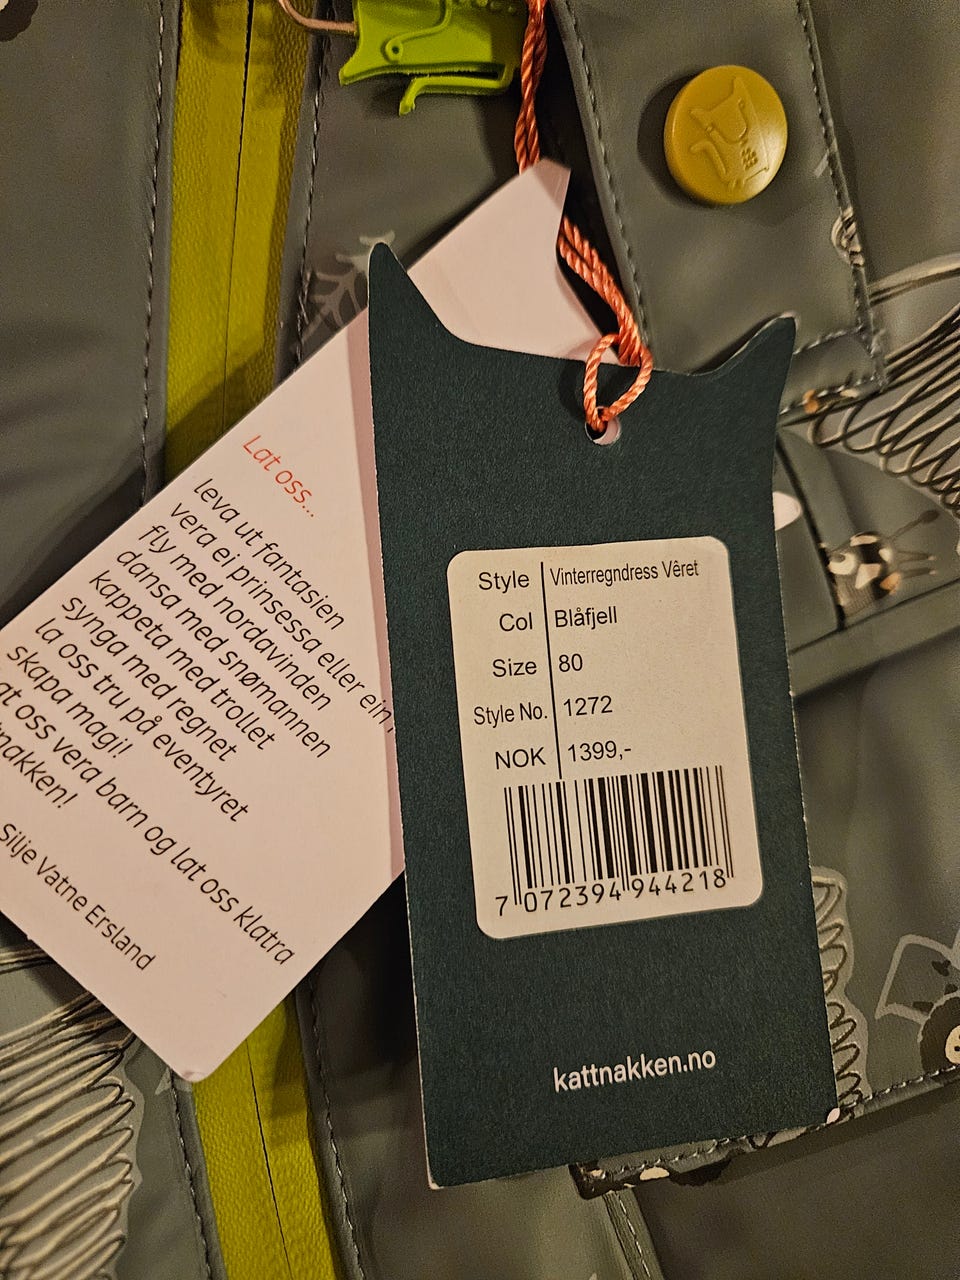 Lat oss...
leva ut fantasien
vera ei prinsessa eller ein
fly med nordavinden
dansa med snømannen
kappeta med trollet
synga med regnet
la oss tru på eventyret
skapa magi!
at oss vera barn og lat oss klatra
nakken!
Silje Vatne Ersland
Style Vinterregndress Vêret
Col Blåfjell
Size 80
Style No. 1272
NOK 1399,-
7 072394 944218
kattnakken.no